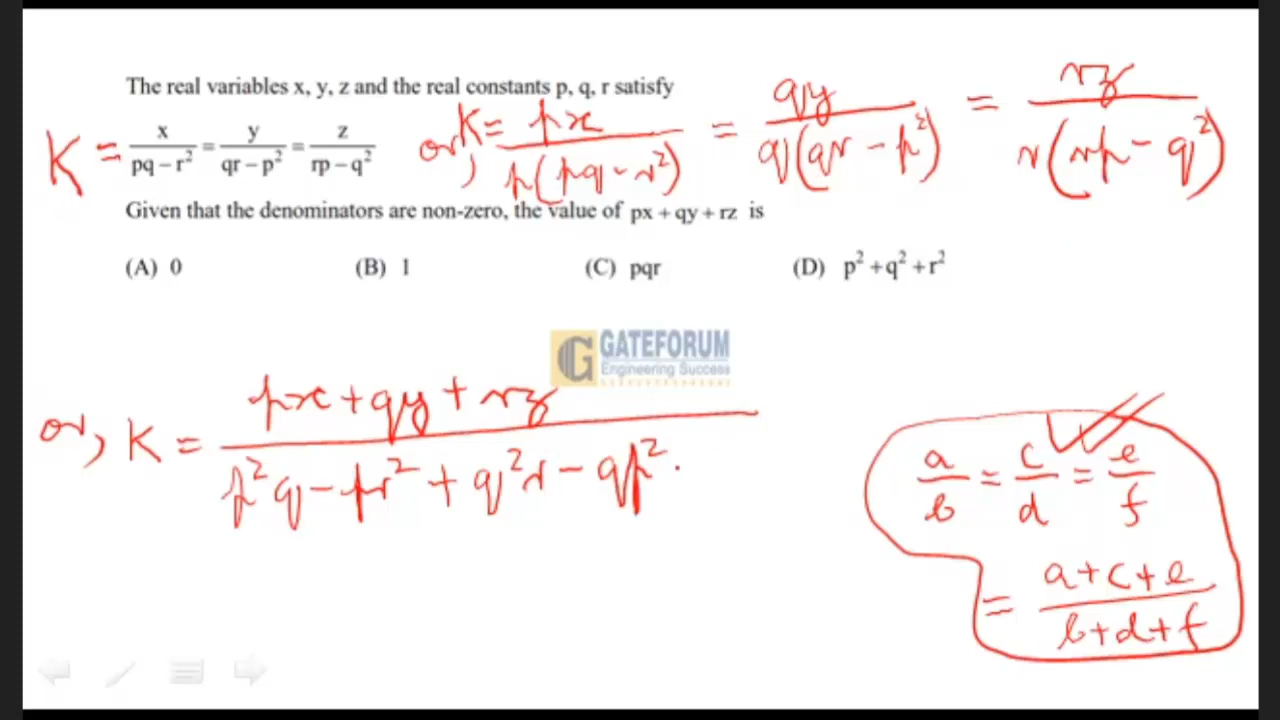 The real variables x, y, z and the real constants p, q, r satisfy
K = x/(pq − r²) = y/(qr − p²) = z/(rp − q²)
or, K = px/(p(pq − r²)) = qy/(q(qr − p²)) = rz/(r(rp − q²))
Given that the denominators are non-zero, the value of px + qy + rz is
(A) 0 (B) 1 (C) pqr (D) p² + q² + r²
GATEFORUM
Engineering Success
or, K = (px + qy + rz)/(p²q − pr² + q²r − qp²
a/b = c/d = e/f
= (a+c+e)/(b+d+f)